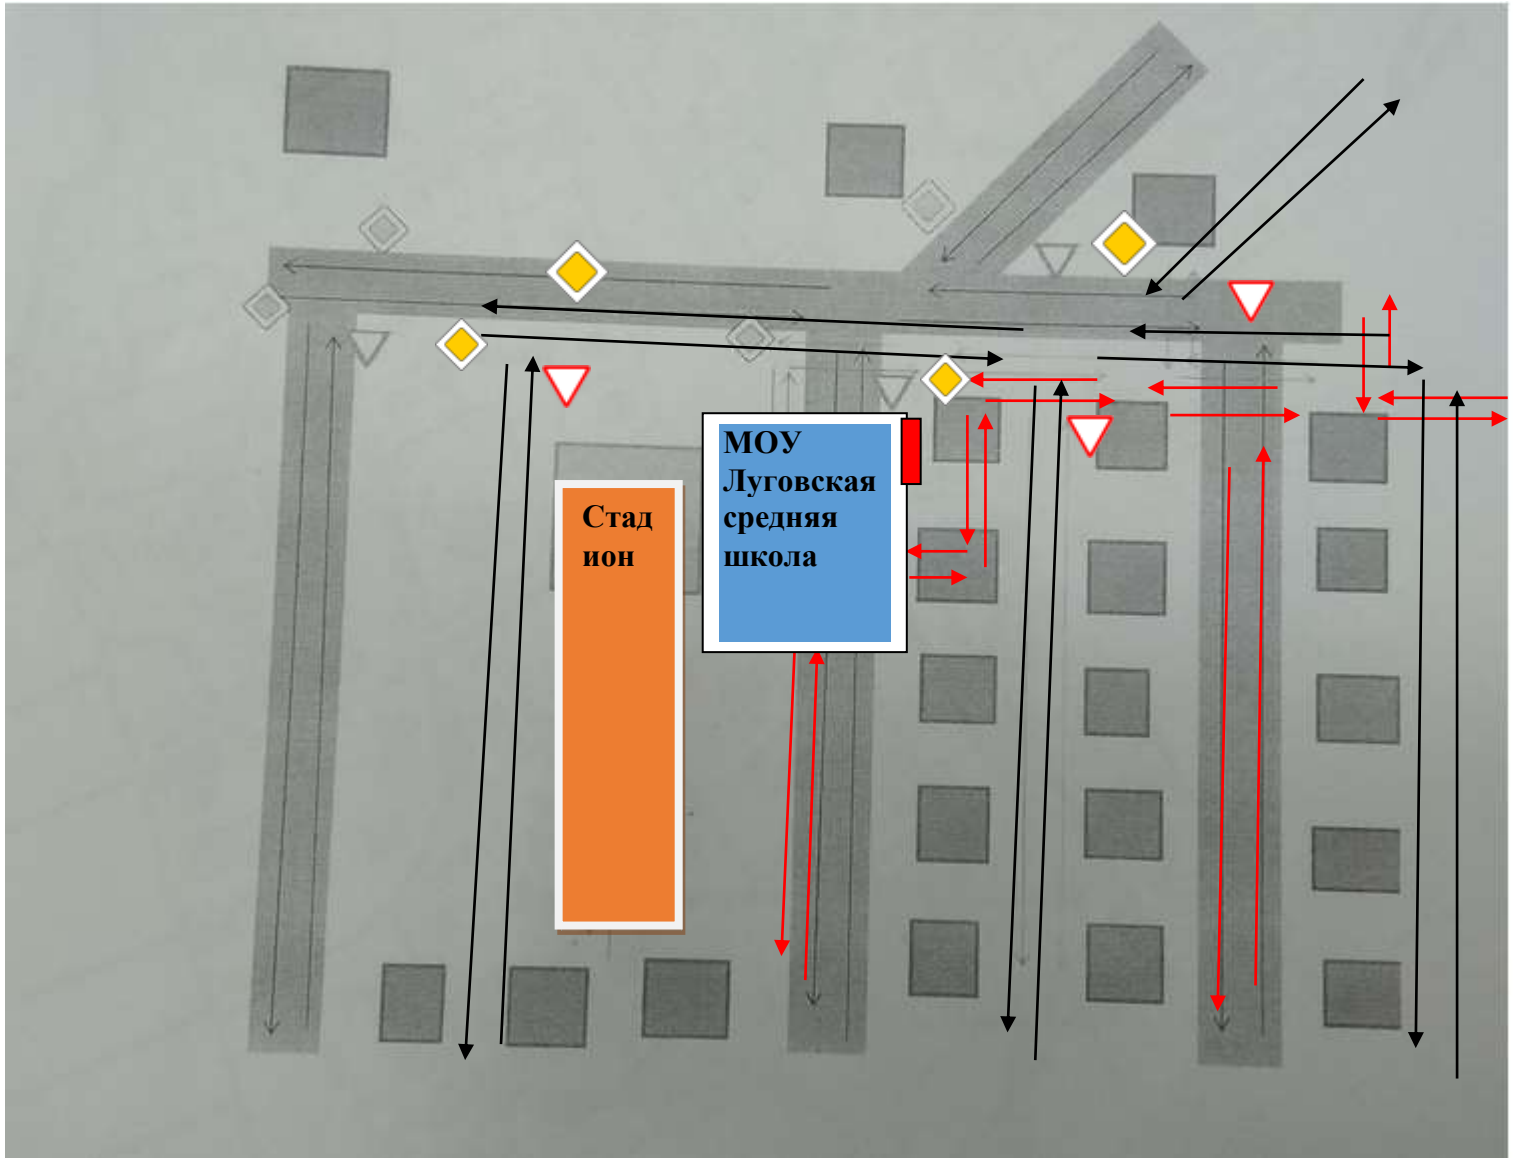 МОУ
Луговская
средняя
школа
Стад
ион